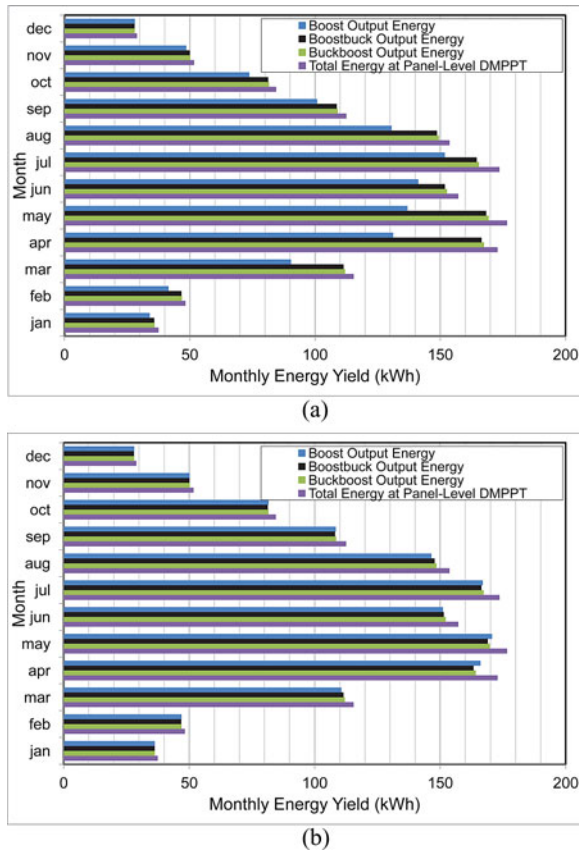 dec
nov
oct
sep
aug
jul
jun
may
apr
mar
feb
jan
Month
Boost Output Energy
Boostbuck Output Energy
Buckboost Output Energy
Total Energy at Panel-Level DMPPT
0 50 100 150 200
Monthly Energy Yield (kWh)
(a)
dec
nov
oct
sep
aug
jul
jun
may
apr
mar
feb
jan
Month
Boost Output Energy
Boostbuck Output Energy
Buckboost Output Energy
Total Energy at Panel-Level DMPPT
0 50 100 150 200
Monthly Energy Yield (kWh)
(b)